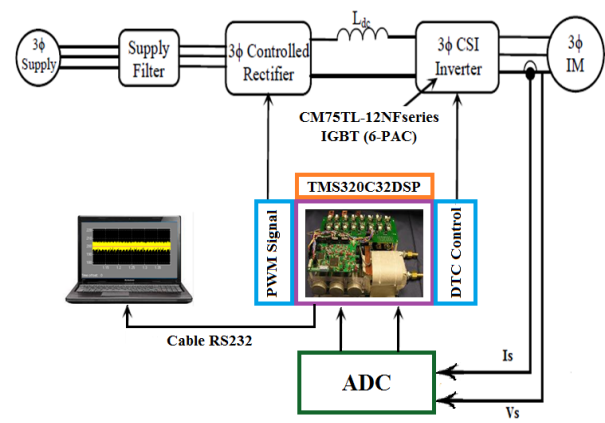 3ϕ
Supply
Supply
Filter
3ϕ Controlled
Rectifier
Ldc
3ϕ CSI
Inverter
3ϕ
IM
CM75TL-12NFseries
IGBT (6-PAC)
TMS320C32DSP
PWM Signal
DTC Control
Cable RS232
ADC
Is
Vs